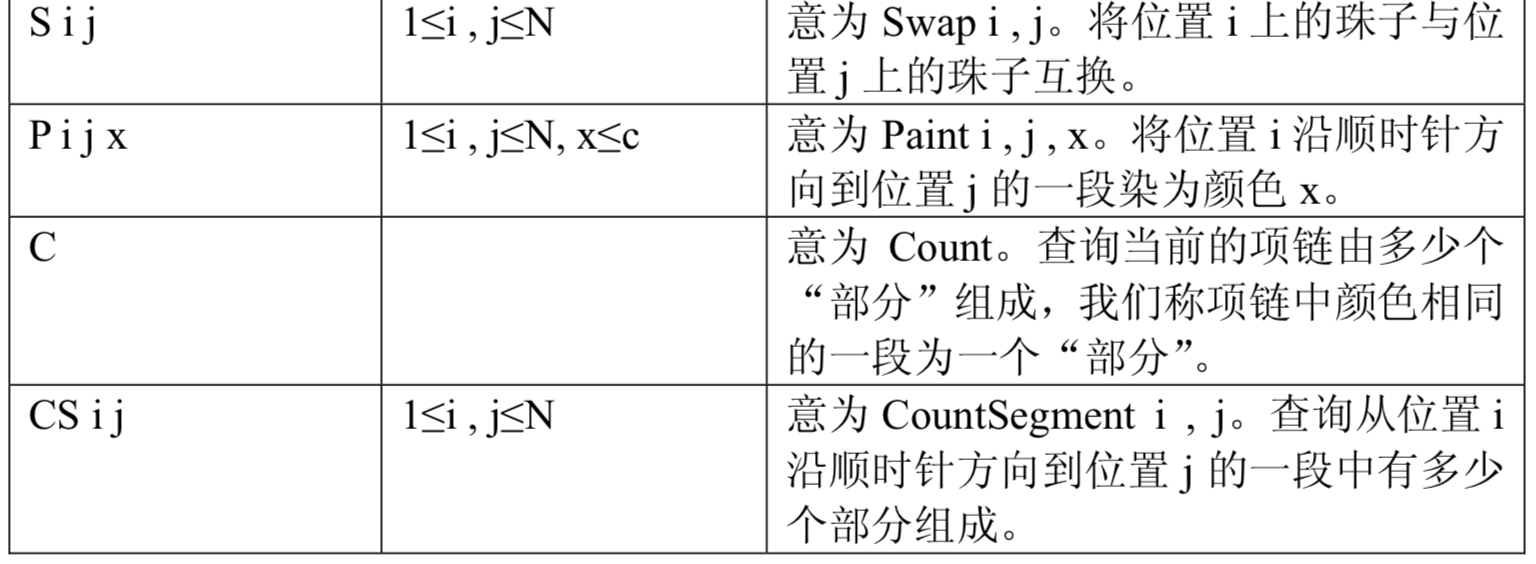 S i j 1≤i , j≤N 意为 Swap i , j。将位置 i 上的珠子与位
置 j 上的珠子互换。
P i j x 1≤i , j≤N, x≤c 意为 Paint i , j , x。将位置 i 沿顺时针方
向到位置 j 的一段染为颜色 x。
C 意为 Count。查询当前的项链由多少个
“部分”组成，我们称项链中颜色相同
的一段为一个“部分”。
CS i j 1≤i , j≤N 意为 CountSegment i , j。查询从位置 i
沿顺时针方向到位置 j 的一段中有多少
个部分组成。